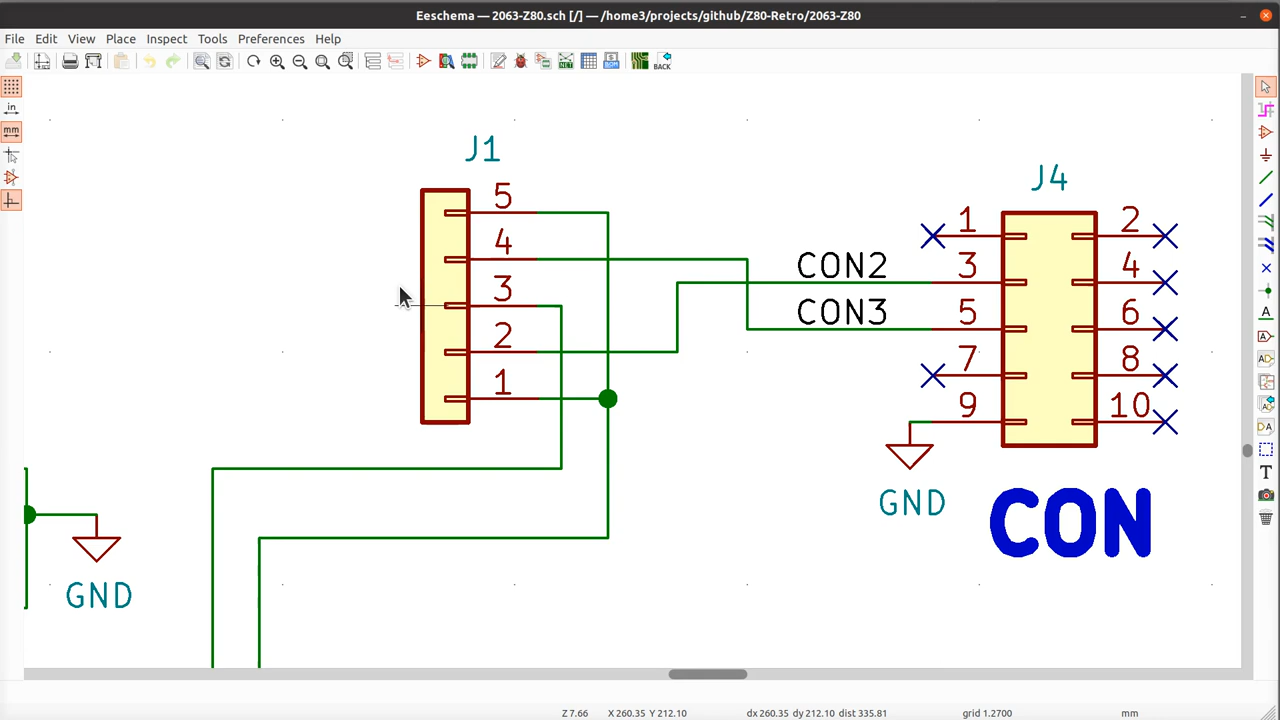 Eeschema — 2063-Z80.sch [/] — /home3/projects/github/Z80-Retro/2063-Z80
File Edit View Place Inspect Tools Preferences Help
BACK
in
mm
J1
5
4
3
2
1
CON2
CON3
J4
1 2
3 4
5 6
7 8
9 10
GND
CON
GND
Z 7.66 X 260.35 Y 212.10 dx 260.35 dy 212.10 dist 335.81 grid 1.2700 mm